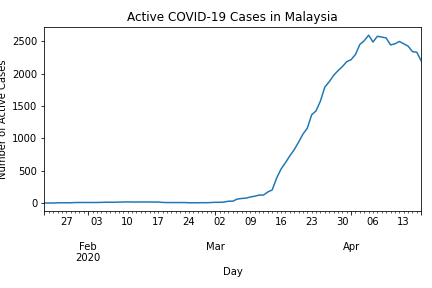 Active COVID-19 Cases in Malaysia
Number of Active Cases
2500
2000
1500
1000
500
0
27 03 10 17 24 02 09 16 23 30 06 13
Feb Mar Apr
2020
Day